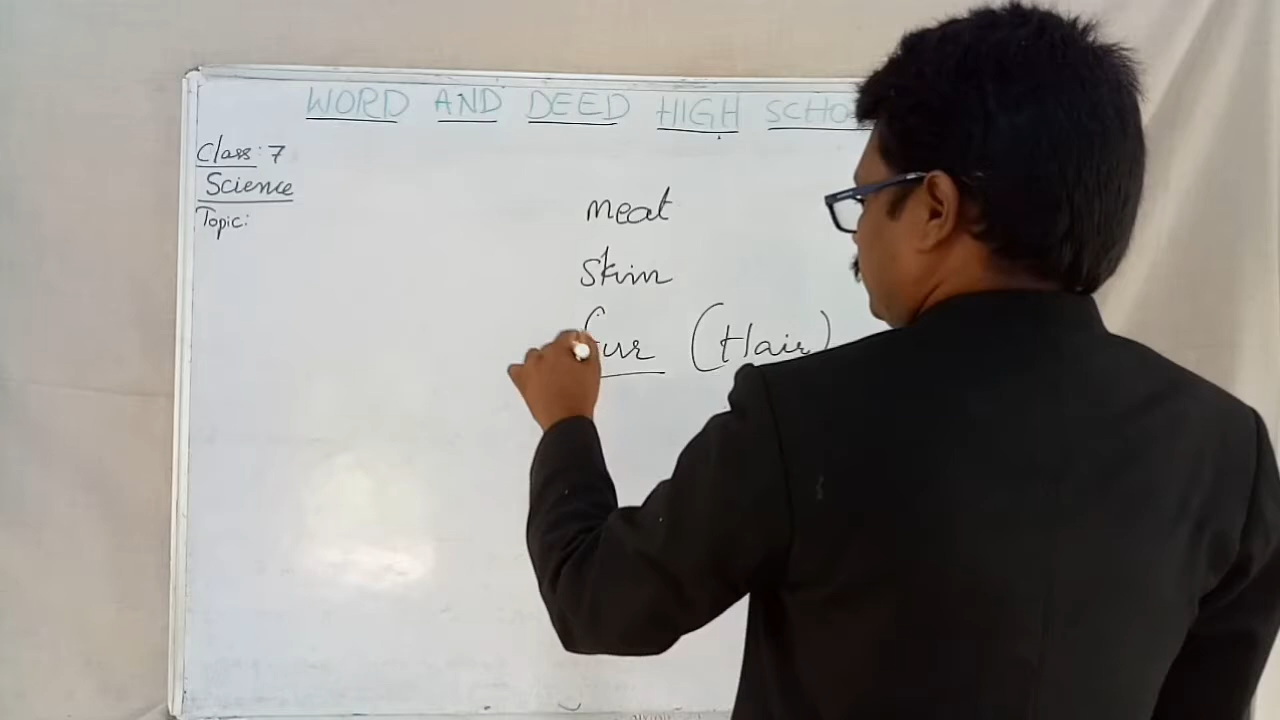 WORD AND DEED HIGH SCHO
Class: 7
Science
Topic:
meat
skin
fur (Hair)